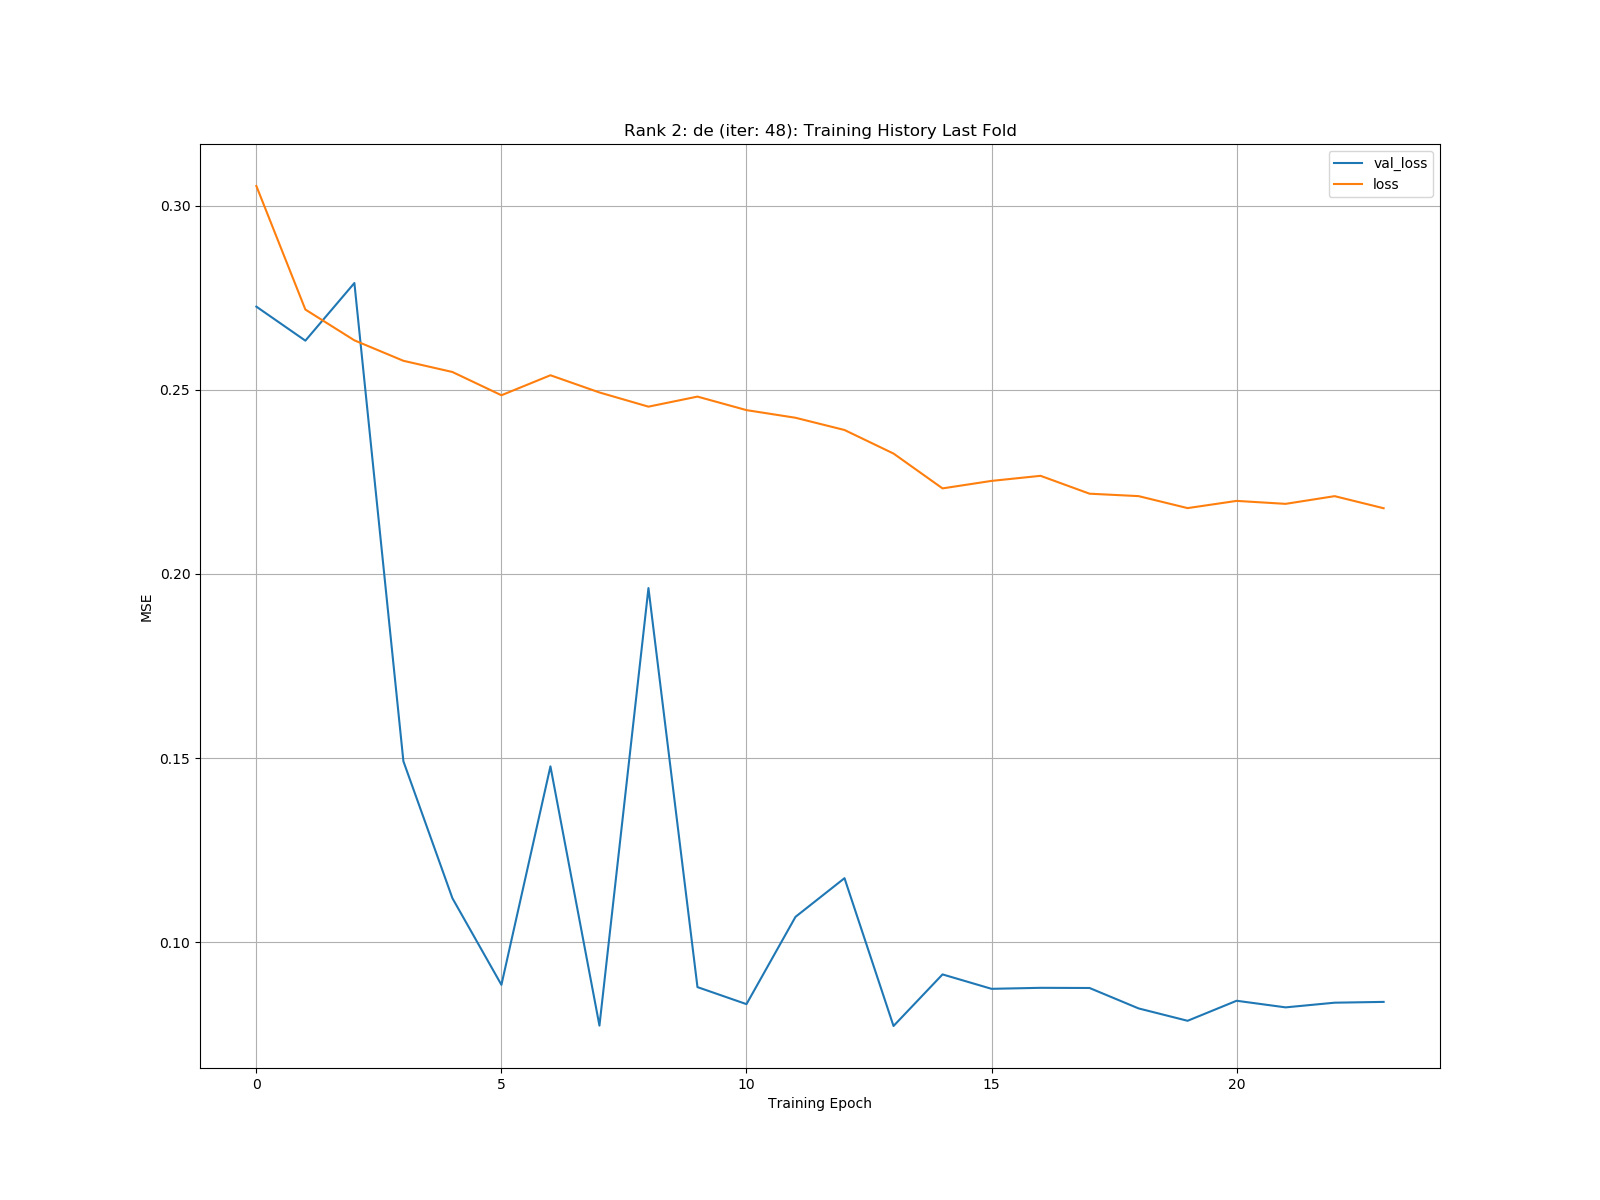 Rank 2: de (iter: 48): Training History Last Fold
val_loss
loss
0.30
0.25
0.20
0.15
0.10
MSE
0
5
10
15
20
Training Epoch